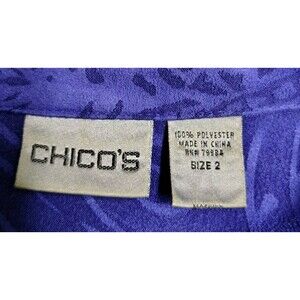 CHICO'S
100% POLYESTER
MADE IN CHINA
RN# 79984
SIZE 2